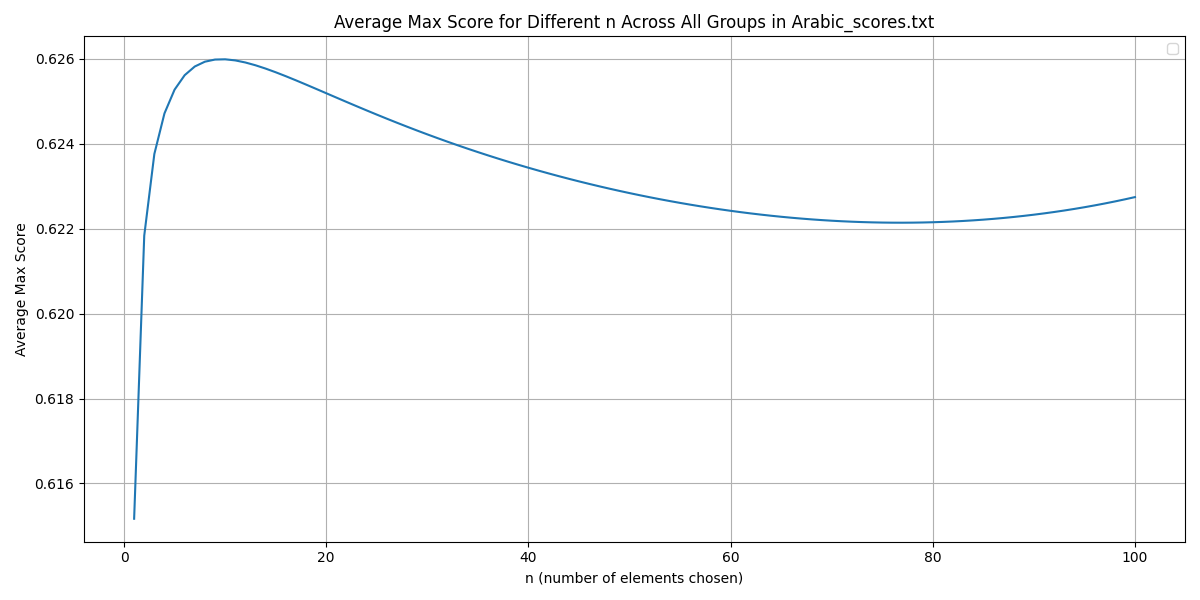 Average Max Score for Different n Across All Groups in Arabic_scores.txt
Average Max Score
0.626
0.624
0.622
0.620
0.618
0.616
0 20 40 60 80 100
n (number of elements chosen)